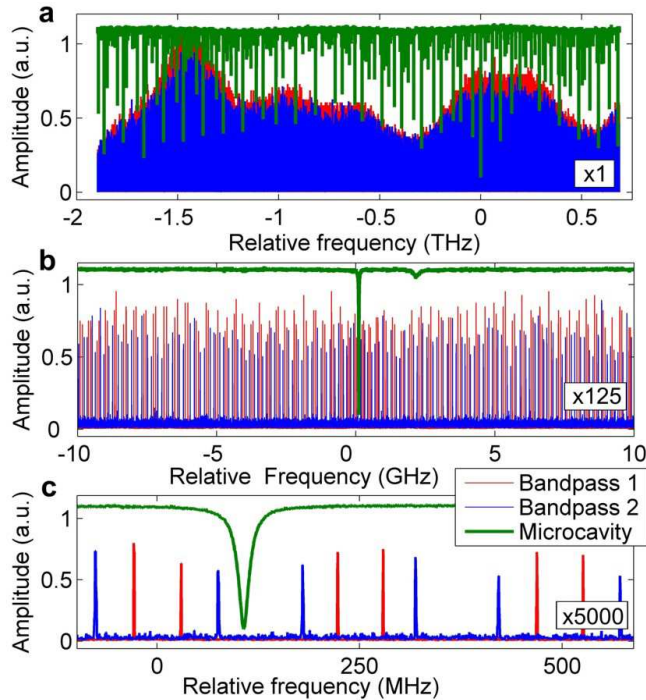 a
Amplitude (a.u.)
1
0.5
0
x1
-2 -1.5 -1 -0.5 0 0.5
Relative frequency (THz)
b
Amplitude (a.u.)
1
0.5
0
x125
-10 -5 0 5 10
Relative Frequency (GHz)
c
Amplitude (a.u.)
1
0.5
0
Bandpass 1
Bandpass 2
Microcavity
x5000
0 250 500
Relative frequency (MHz)